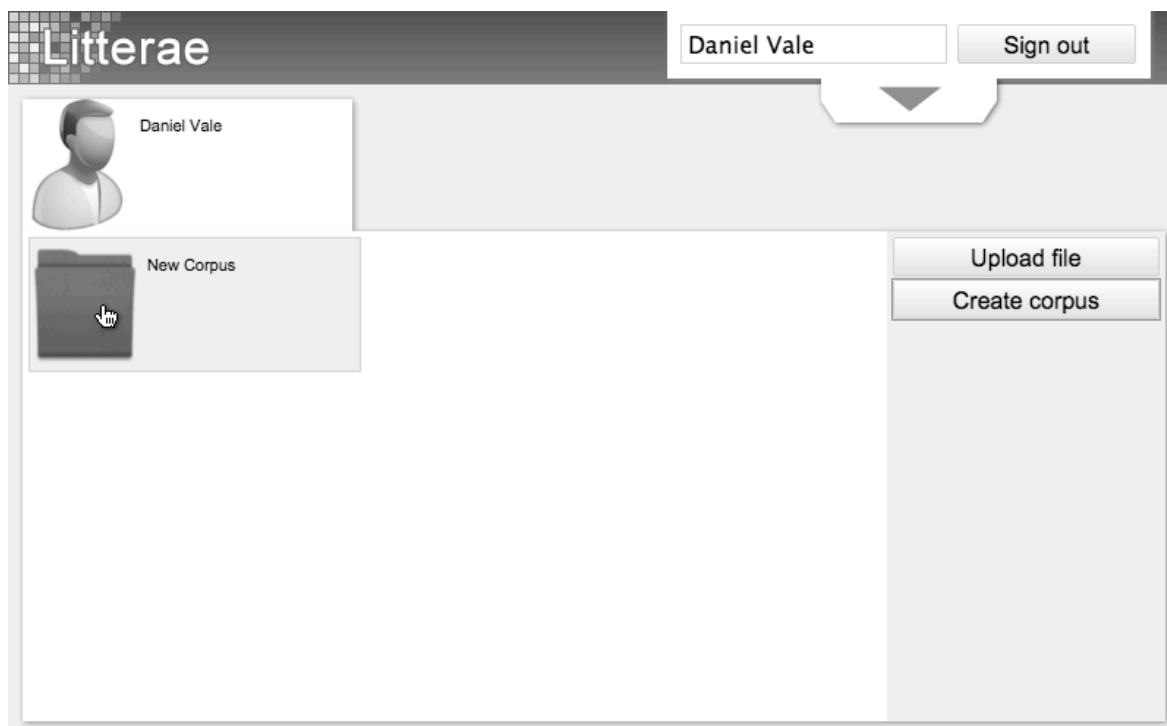 Litterae
Daniel Vale
Sign out
Daniel Vale
New Corpus
Upload file
Create corpus